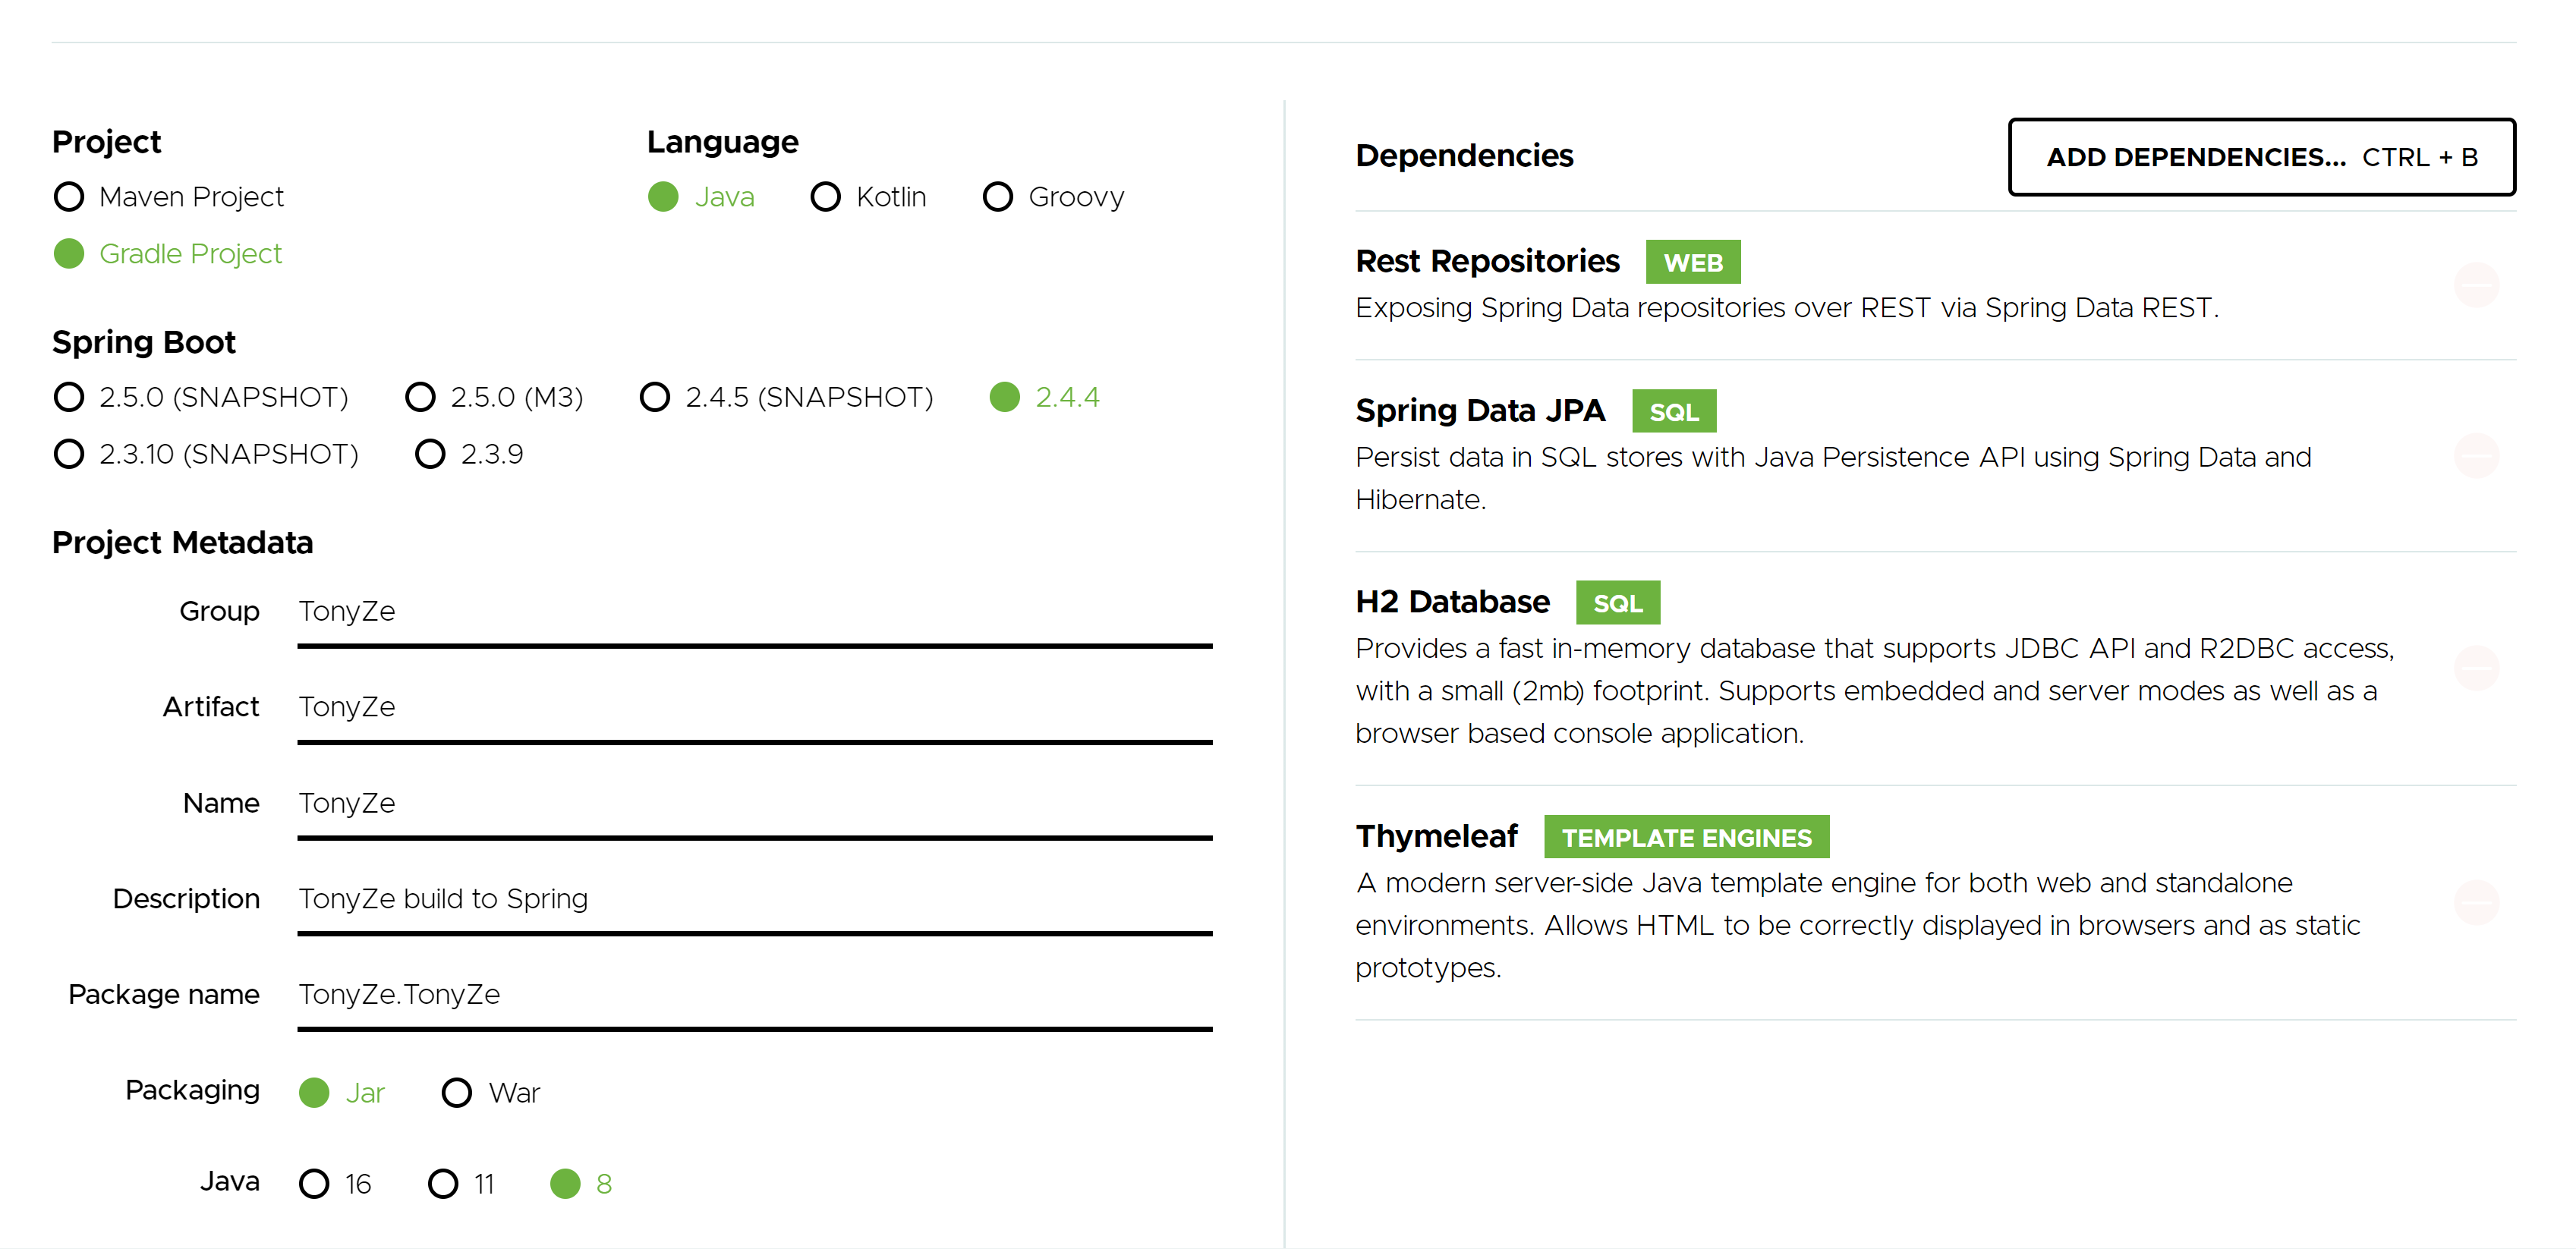 Project
Maven Project
Gradle Project
Language
Java Kotlin Groovy
Spring Boot
2.5.0 (SNAPSHOT) 2.5.0 (M3) 2.4.5 (SNAPSHOT) 2.4.4
2.3.10 (SNAPSHOT) 2.3.9
Project Metadata
Group TonyZe
Artifact TonyZe
Name TonyZe
Description TonyZe build to Spring
Package name TonyZe.TonyZe
Packaging Jar War
Java 16 11 8
Dependencies ADD DEPENDENCIES... CTRL + B
Rest Repositories WEB
Exposing Spring Data repositories over REST via Spring Data REST.
Spring Data JPA SQL
Persist data in SQL stores with Java Persistence API using Spring Data and
Hibernate.
H2 Database SQL
Provides a fast in-memory database that supports JDBC API and R2DBC access,
with a small (2mb) footprint. Supports embedded and server modes as well as a
browser based console application.
Thymeleaf TEMPLATE ENGINES
A modern server-side Java template engine for both web and standalone
environments. Allows HTML to be correctly displayed in browsers and as static
prototypes.